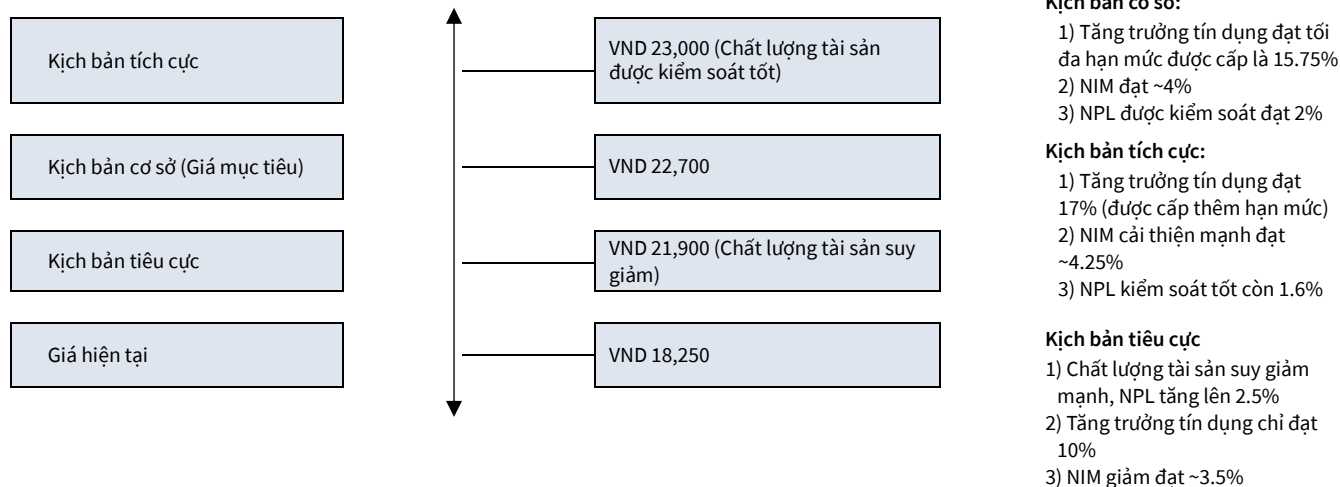 Kịch bản tích cực
VND 23,000 (Chất lượng tài sản
được kiểm soát tốt)
Kịch bản cơ sở (Giá mục tiêu)
VND 22,700
Kịch bản tiêu cực
VND 21,900 (Chất lượng tài sản suy
giảm)
Giá hiện tại
VND 18,250
Kịch bản cơ sở:
1) Tăng trưởng tín dụng đạt tối
đa hạn mức được cấp là 15.75%
2) NIM đạt ~4%
3) NPL được kiểm soát đạt 2%
Kịch bản tích cực:
1) Tăng trưởng tín dụng đạt
17% (được cấp thêm hạn mức)
2) NIM cải thiện mạnh đạt
~4.25%
3) NPL kiểm soát tốt còn 1.6%
Kịch bản tiêu cực
1) Chất lượng tài sản suy giảm
mạnh, NPL tăng lên 2.5%
2) Tăng trưởng tín dụng chỉ đạt
10%
3) NIM giảm đạt ~3.5%